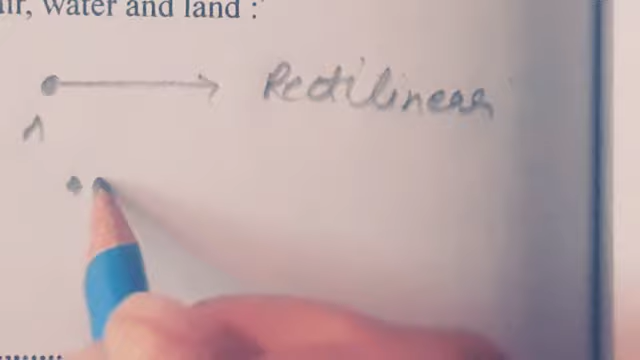 air, water and land :
Rectilinear
A